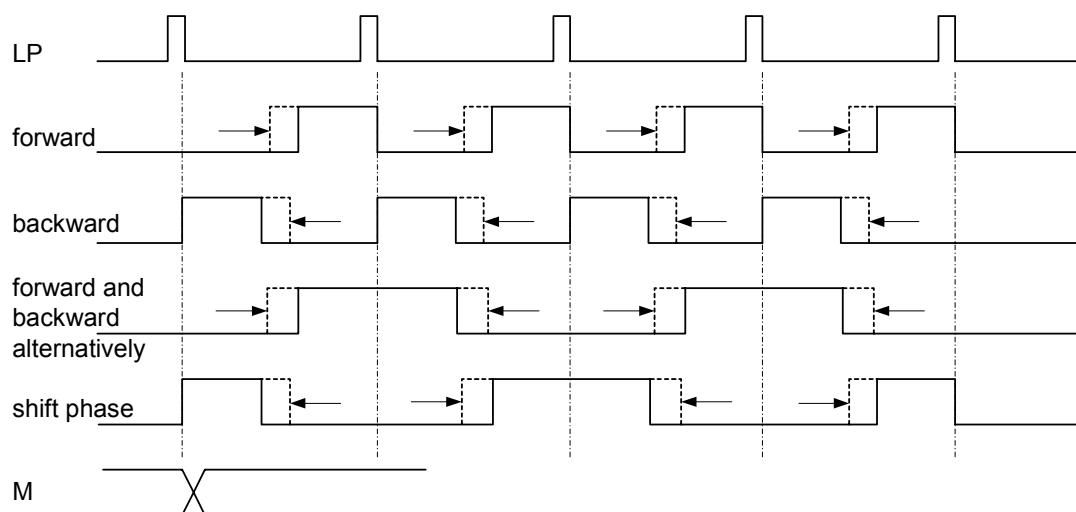 LP
forward
backward
forward and
backward
alternatively
shift phase
M